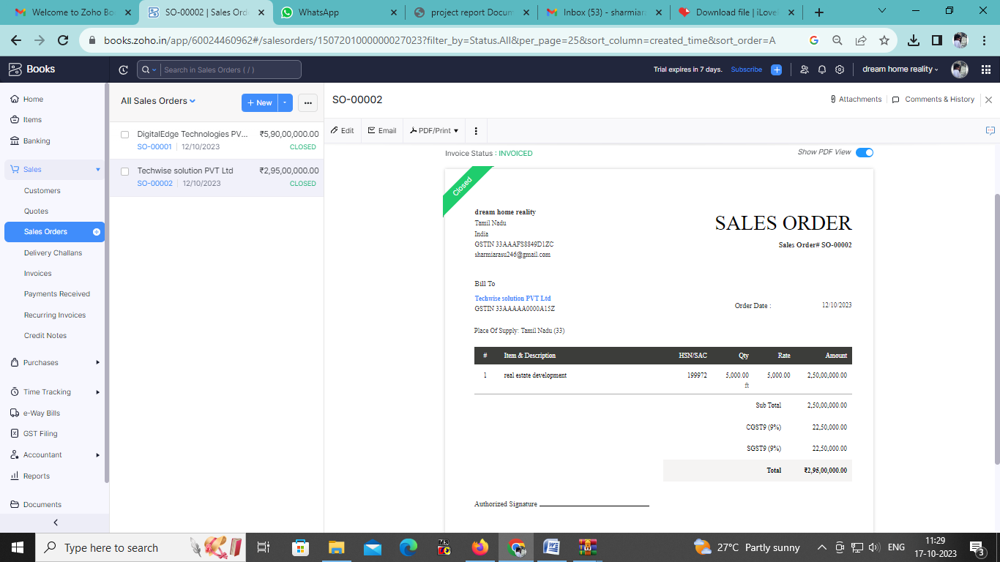 Welcome to Zoho Bo
SO-00002 | Sales Ord
WhatsApp
project report Docum
Inbox (53) - sharmiar
Download file | iLove
books.zoho.in/app/60024460962#/salesorders/1507201000000027023?filter_by=Status.All&per_page=25&sort_column=created_time&sort_order=A
Books
Search in Sales Orders ( / )
Trial expires in 7 days. Subscribe
dream home reality
Home
Items
Banking
Sales
Customers
Quotes
Sales Orders
Delivery Challans
Invoices
Payments Received
Recurring Invoices
Credit Notes
Purchases
Time Tracking
e-Way Bills
GST Filing
Accountant
Reports
Documents
All Sales Orders
+ New
DigitalEdge Technologies PV... ₹5,90,00,000.00
SO-00001 | 12/10/2023 CLOSED
Techwise solution PVT Ltd ₹2,95,00,000.00
SO-00002 | 12/10/2023 CLOSED
SO-00002
Attachments
Comments & History
Edit
Email
PDF/Print
Invoice Status : INVOICED
Show PDF View
Closed
dream home reality
Tamil Nadu
India
GSTIN 33AAAFS8849D1ZC
sharmiarasu246@gmail.com
SALES ORDER
Sales Order# SO-00002
Bill To
Techwise solution PVT Ltd
GSTIN 33AAAAA0000A15Z
Order Date : 12/10/2023
Place Of Supply: Tamil Nadu (33)
# Item & Description HSN/SAC Qty Rate Amount
1 real estate development 199972 5,000.00 5,000.00 2,50,00,000.00
ft
Sub Total 2,50,00,000.00
CGST9 (9%) 22,50,000.00
SGST9 (9%) 22,50,000.00
Total ₹2,95,00,000.00
Authorized Signature
Type here to search
27°C Partly sunny
ENG
11:29
17-10-2023
3